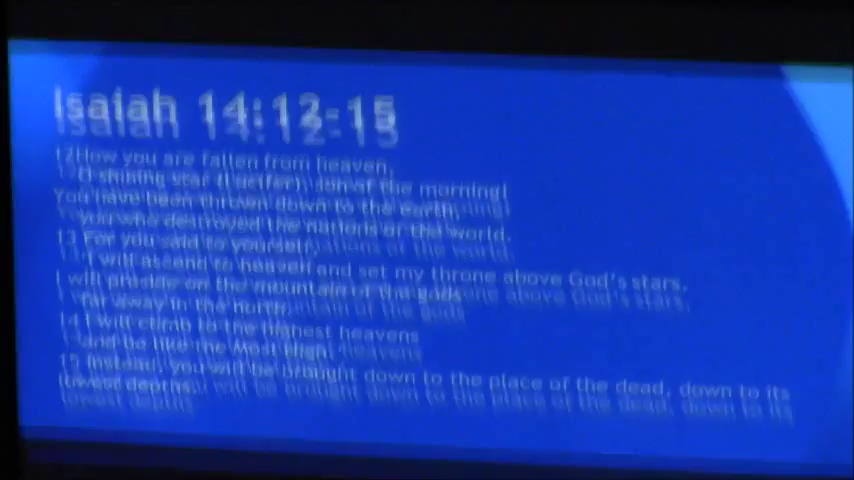 Isaiah 14:12-15
12How you are fallen from heaven,
O shining star (Lucifer), son of the morning!
You have been thrown down to the earth,
you who destroyed the nations of the world.
13 For you said to yourself,
I will ascend to heaven and set my throne above God's stars.
I will preside on the mountain of the gods
far away in the north.
14 I will climb to the highest heavens
and be like the Most High.
15 Instead, you will be brought down to the place of the dead, down to its
lowest depths.